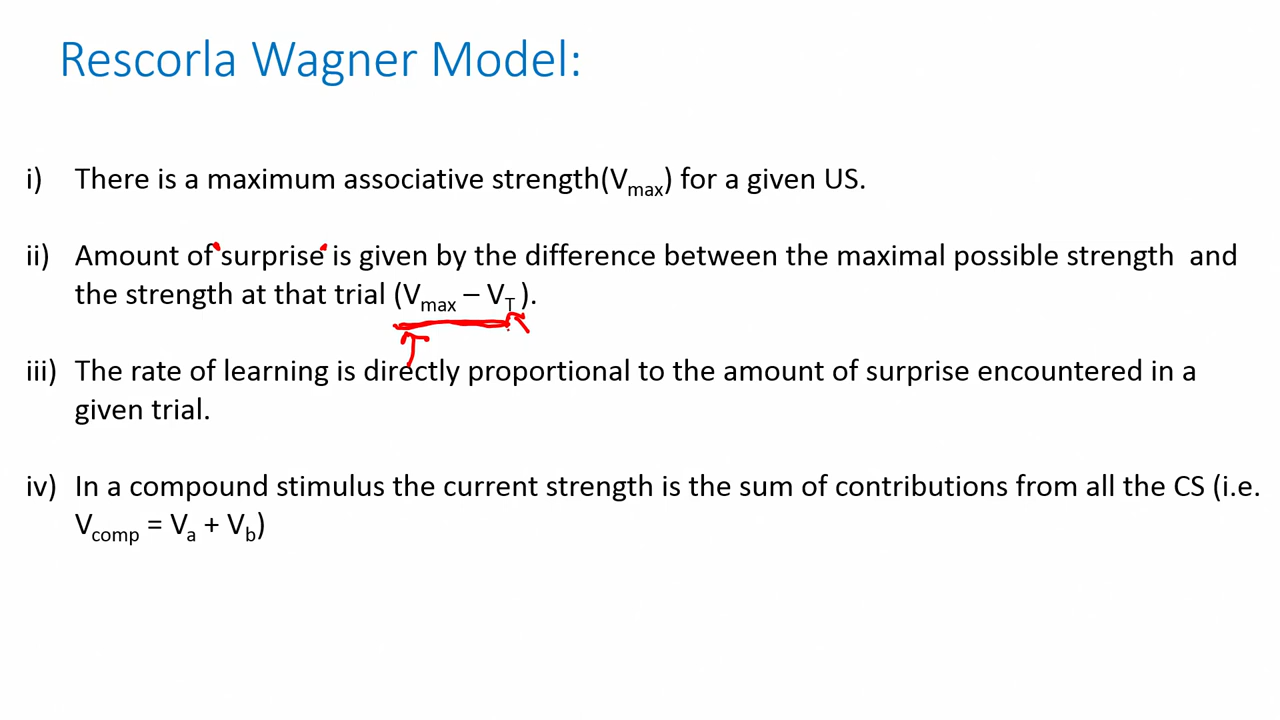 Rescorla Wagner Model:
i) There is a maximum associative strength(Vmax) for a given US.
ii) Amount of surprise is given by the difference between the maximal possible strength and
the strength at that trial (Vmax – VT ).
iii) The rate of learning is directly proportional to the amount of surprise encountered in a
given trial.
iv) In a compound stimulus the current strength is the sum of contributions from all the CS (i.e.
Vcomp = Va + Vb)